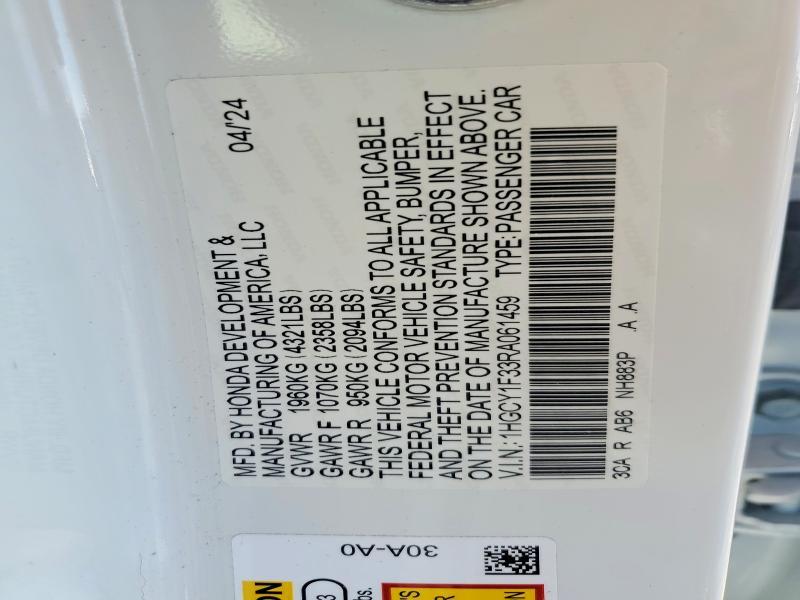 MFD. BY HONDA DEVELOPMENT & 04/'24
MANUFACTURING OF AMERICA, LLC
GVWR 1960KG (4321LBS)
GAWR F 1070KG (2358LBS)
GAWR R 950KG (2094LBS)
THIS VEHICLE CONFORMS TO ALL APPLICABLE
FEDERAL MOTOR VEHICLE SAFETY, BUMPER,
AND THEFT PREVENTION STANDARDS IN EFFECT
ON THE DATE OF MANUFACTURE SHOWN ABOVE.
V.I.N: 1HGCY1F33RA061459 TYPE: PASSENGER CAR
30A R AB6 NH883P .A .A
30A-A0